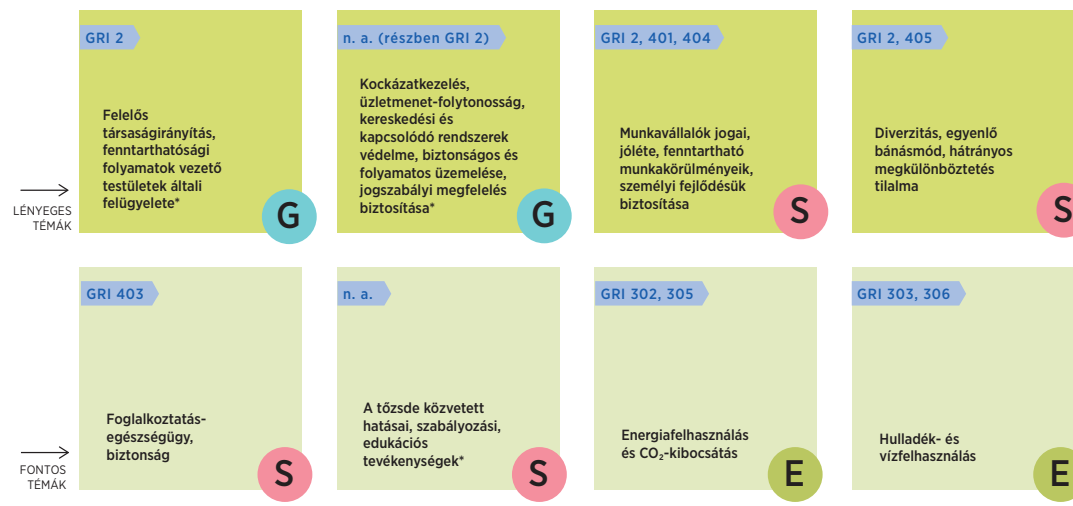 GRI 2
Felelős
társaságirányítás,
fenntarthatósági
folyamatok vezető
testületek általi
felügyelete*
G
n. a. (részben GRI 2)
Kockázatkezelés,
üzletmenet-folytonosság,
kereskedési és
kapcsolódó rendszerek
védelme, biztonságos és
folyamatos üzemelése,
jogszabályi megfelelés
biztosítása*
G
GRI 2, 401, 404
Munkavállalók jogai,
jóléte, fenntartható
munkakörülményeik,
személyi fejlődésük
biztosítása
S
GRI 2, 405
Diverzitás, egyenlő
bánásmód, hátrányos
megkülönböztetés
tilalma
S
LÉNYEGES
TÉMÁK
GRI 403
Foglalkoztatás-
egészségügy,
biztonság
S
n. a.
A tőzsde közvetett
hatásai, szabályozási,
edukációs
tevékenységek*
S
GRI 302, 305
Energiafelhasználás
és CO₂-kibocsátás
E
GRI 303, 306
Hulladék- és
vízfelhasználás
E
FONTOS
TÉMÁK